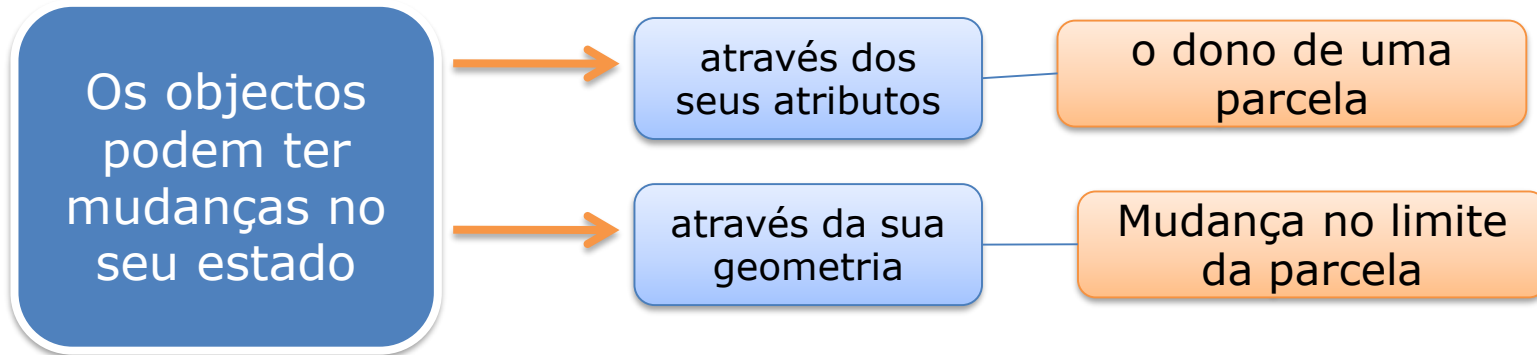 Os objectos
podem ter
mudanças no
seu estado
através dos
seus atributos
o dono de uma
parcela
através da sua
geometria
Mudança no limite
da parcela